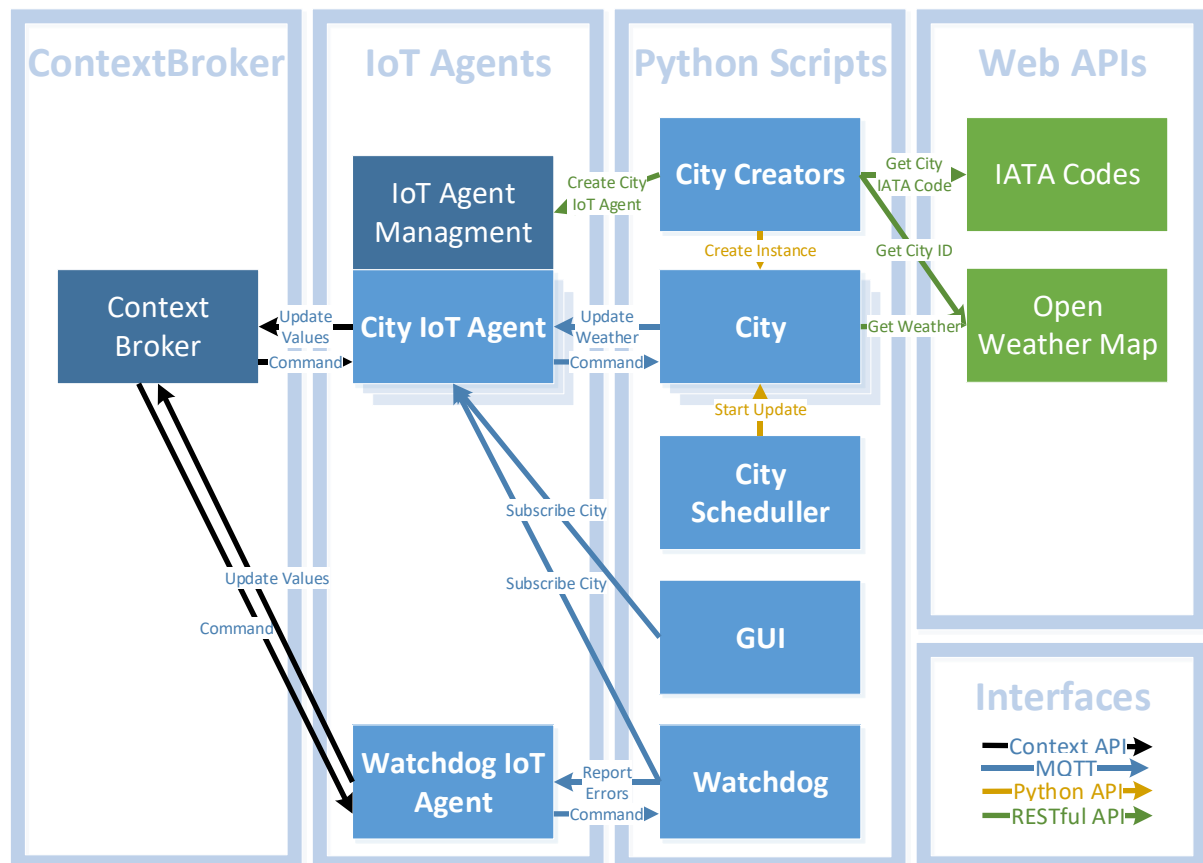 ContextBroker
IoT Agents
Python Scripts
Web APIs
City Creators
Get City
IATA Code
IATA Codes
IoT Agent
Managment
Create City
IoT Agent
Create Instance
Get City ID
Context
Broker
Update
Values
Command
City IoT Agent
Update
Weather
Command
City
Get Weather
Open
Weather Map
Start Update
City
Scheduller
Subscribe City
Subscribe City
Update Values
Command
GUI
Watchdog IoT
Agent
Report
Errors
Command
Watchdog
Interfaces
Context API
MQTT
Python API
RESTful API